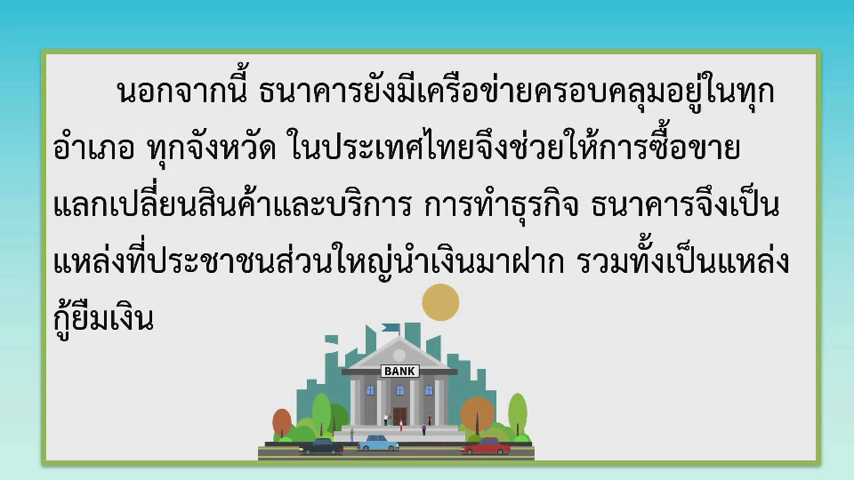 นอกจากนี้ ธนาคารยังมีเครือข่ายครอบคลุมอยู่ในทุก
อำเภอ ทุกจังหวัด ในประเทศไทยจึงช่วยให้การซื้อขาย
แลกเปลี่ยนสินค้าและบริการ การทำธุรกิจ ธนาคารจึงเป็น
แหล่งที่ประชาชนส่วนใหญ่นำเงินมาฝาก รวมทั้งเป็นแหล่ง
กู้ยืมเงิน
BANK